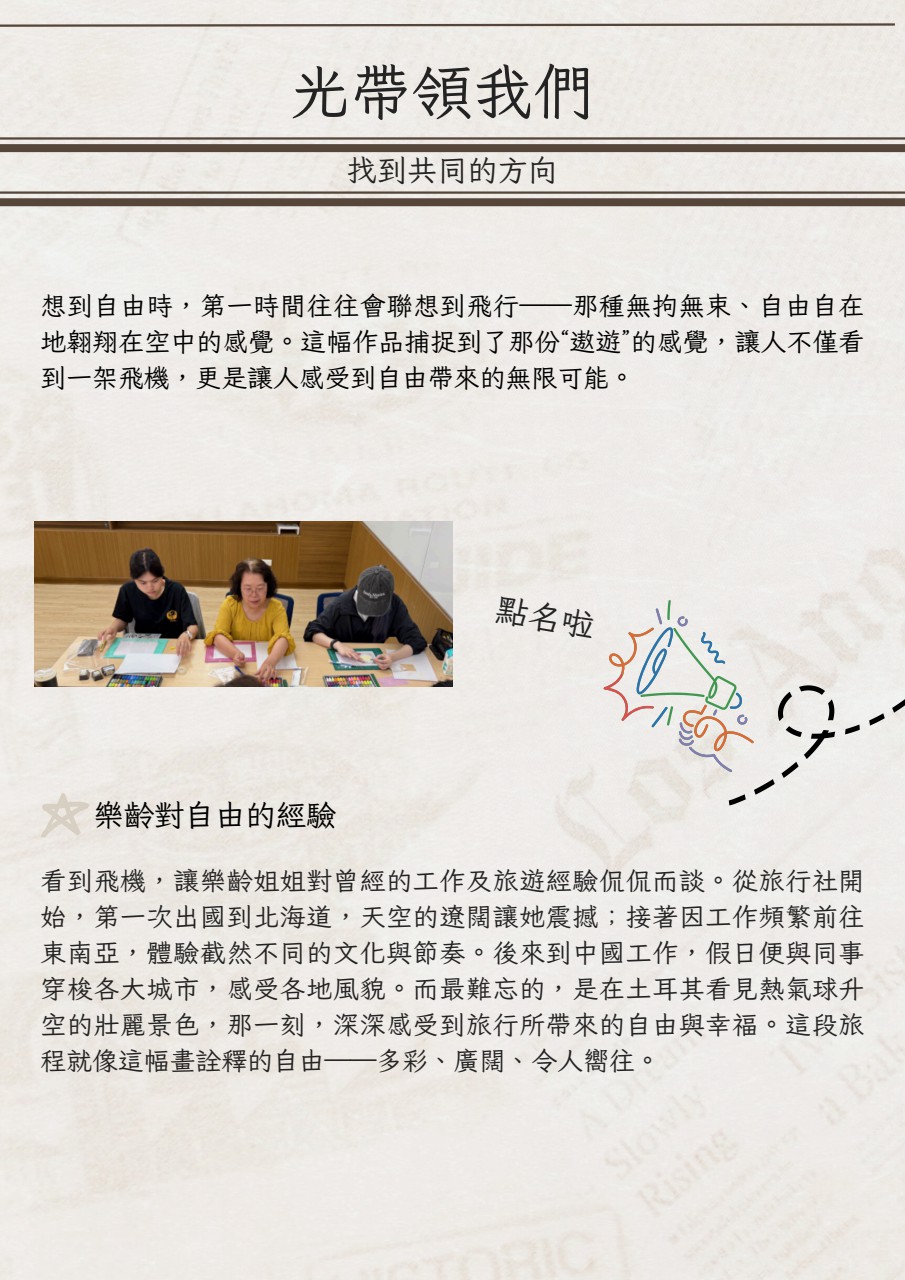 光帶領我們
找到共同的方向
想到自由時，第一時間往往會聯想到飛行——那種無拘無束、自由自在
地翱翔在空中的感覺。這幅作品捕捉到了那份“遨遊”的感覺，讓人不僅看
到一架飛機，更是讓人感受到自由帶來的無限可能。
OKLAHOMA ROUTE 66
GUIDE
點名啦
樂齡對自由的經驗
看到飛機，讓樂齡姐姐對曾經的工作及旅遊經驗侃侃而談。從旅行社開
始，第一次出國到北海道，天空的遼闊讓她震撼；接著因工作頻繁前往
東南亞，體驗截然不同的文化與節奏。後來到中國工作，假日便與同事
穿梭各大城市，感受各地風貌。而最難忘的，是在土耳其看見熱氣球升
空的壯麗景色，那一刻，深深感受到旅行所帶來的自由與幸福。這段旅
程就像這幅畫詮釋的自由——多彩、廣闊、令人嚮往。
A Dream
Slowly
Rising
HISTORIC